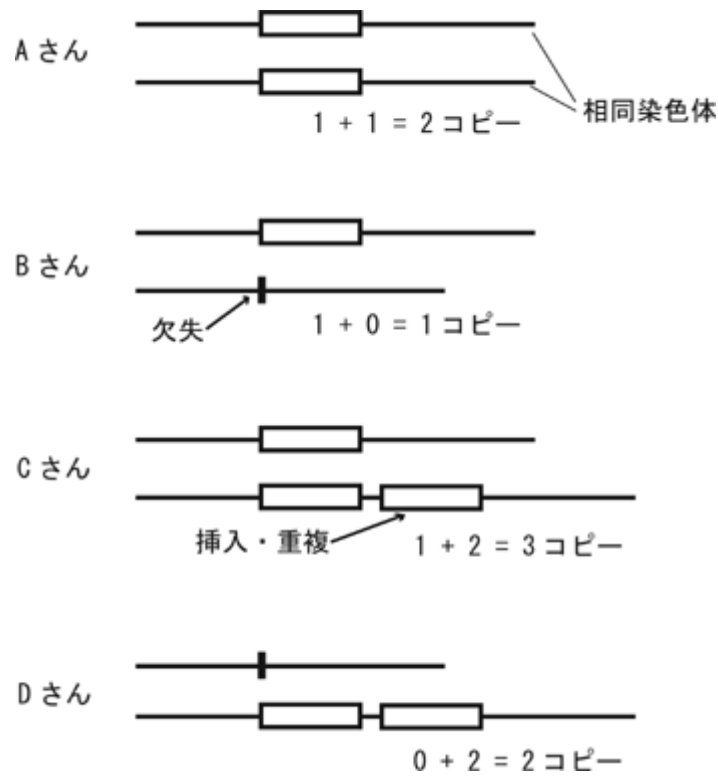 Aさん
相同染色体
1 + 1 = 2コピー
Bさん
欠失
1 + 0 = 1コピー
Cさん
挿入・重複
1 + 2 = 3コピー
Dさん
0 + 2 = 2コピー